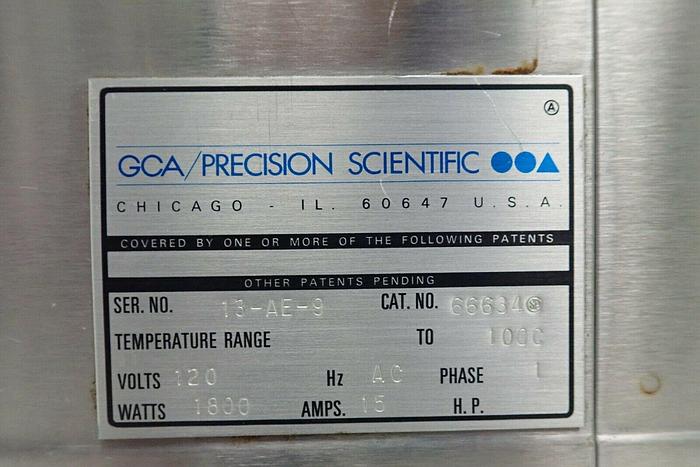 Ⓐ
GCA/PRECISION SCIENTIFIC
CHICAGO - IL. 60647 U.S.A.
COVERED BY ONE OR MORE OF THE FOLLOWING PATENTS
OTHER PATENTS PENDING
SER. NO. 13-AE-9 CAT. NO. 66634
TEMPERATURE RANGE TO 100C
VOLTS 120 Hz AC PHASE 1
WATTS 1800 AMPS. 15 H.P.